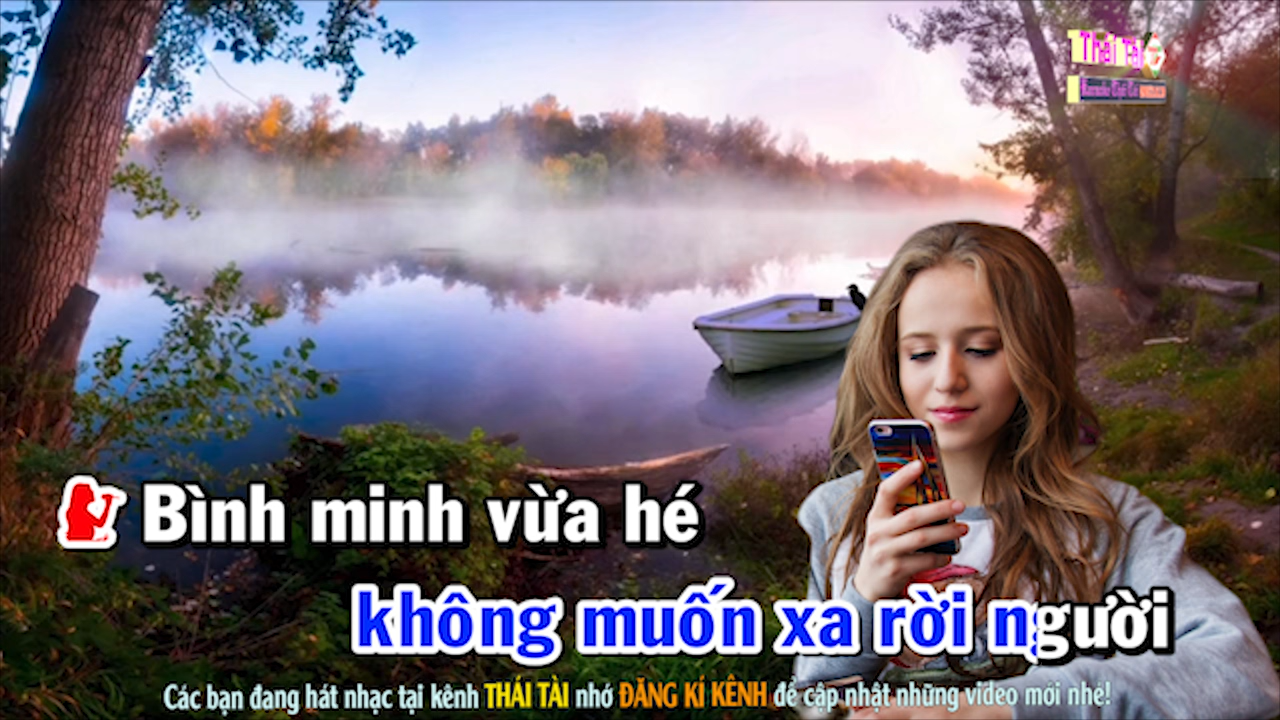 Thái Tài
Bình minh vừa hé
không muốn xa rời người
Các bạn đang hát nhạc tại kênh THÁI TÀI nhớ ĐĂNG KÍ KÊNH để cập nhật những video mới nhé!